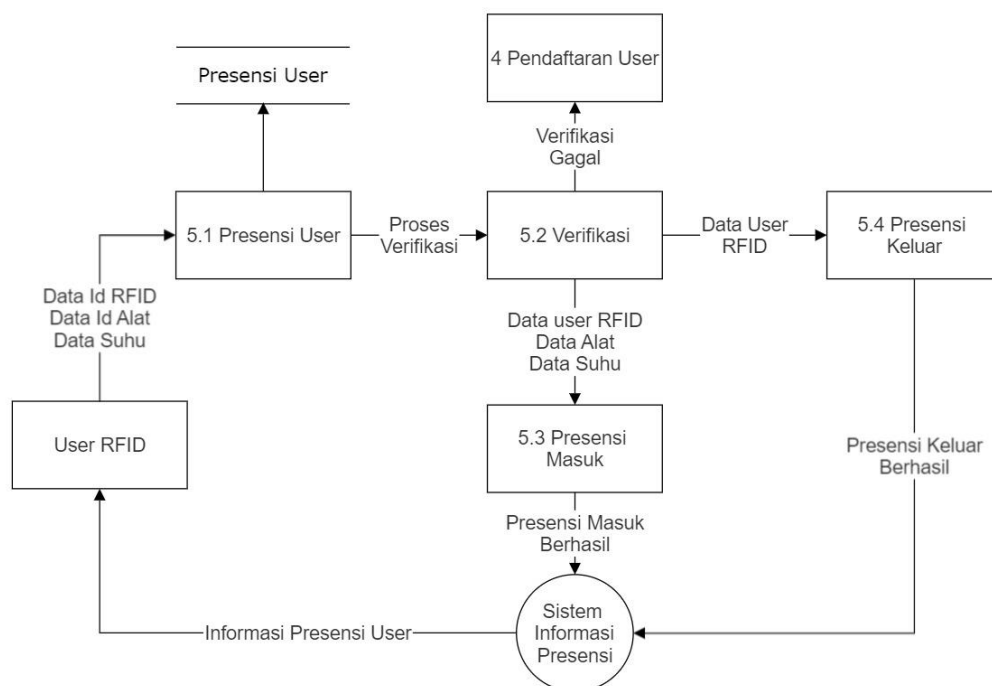 4 Pendaftaran User
Presensi User
Verifikasi
Gagal
5.1 Presensi User
Proses
Verifikasi
5.2 Verifikasi
Data User
RFID
5.4 Presensi
Keluar
Data Id RFID
Data Id Alat
Data Suhu
Data user RFID
Data Alat
Data Suhu
User RFID
5.3 Presensi
Masuk
Presensi Keluar
Berhasil
Presensi Masuk
Berhasil
Informasi Presensi User
Sistem
Informasi
Presensi